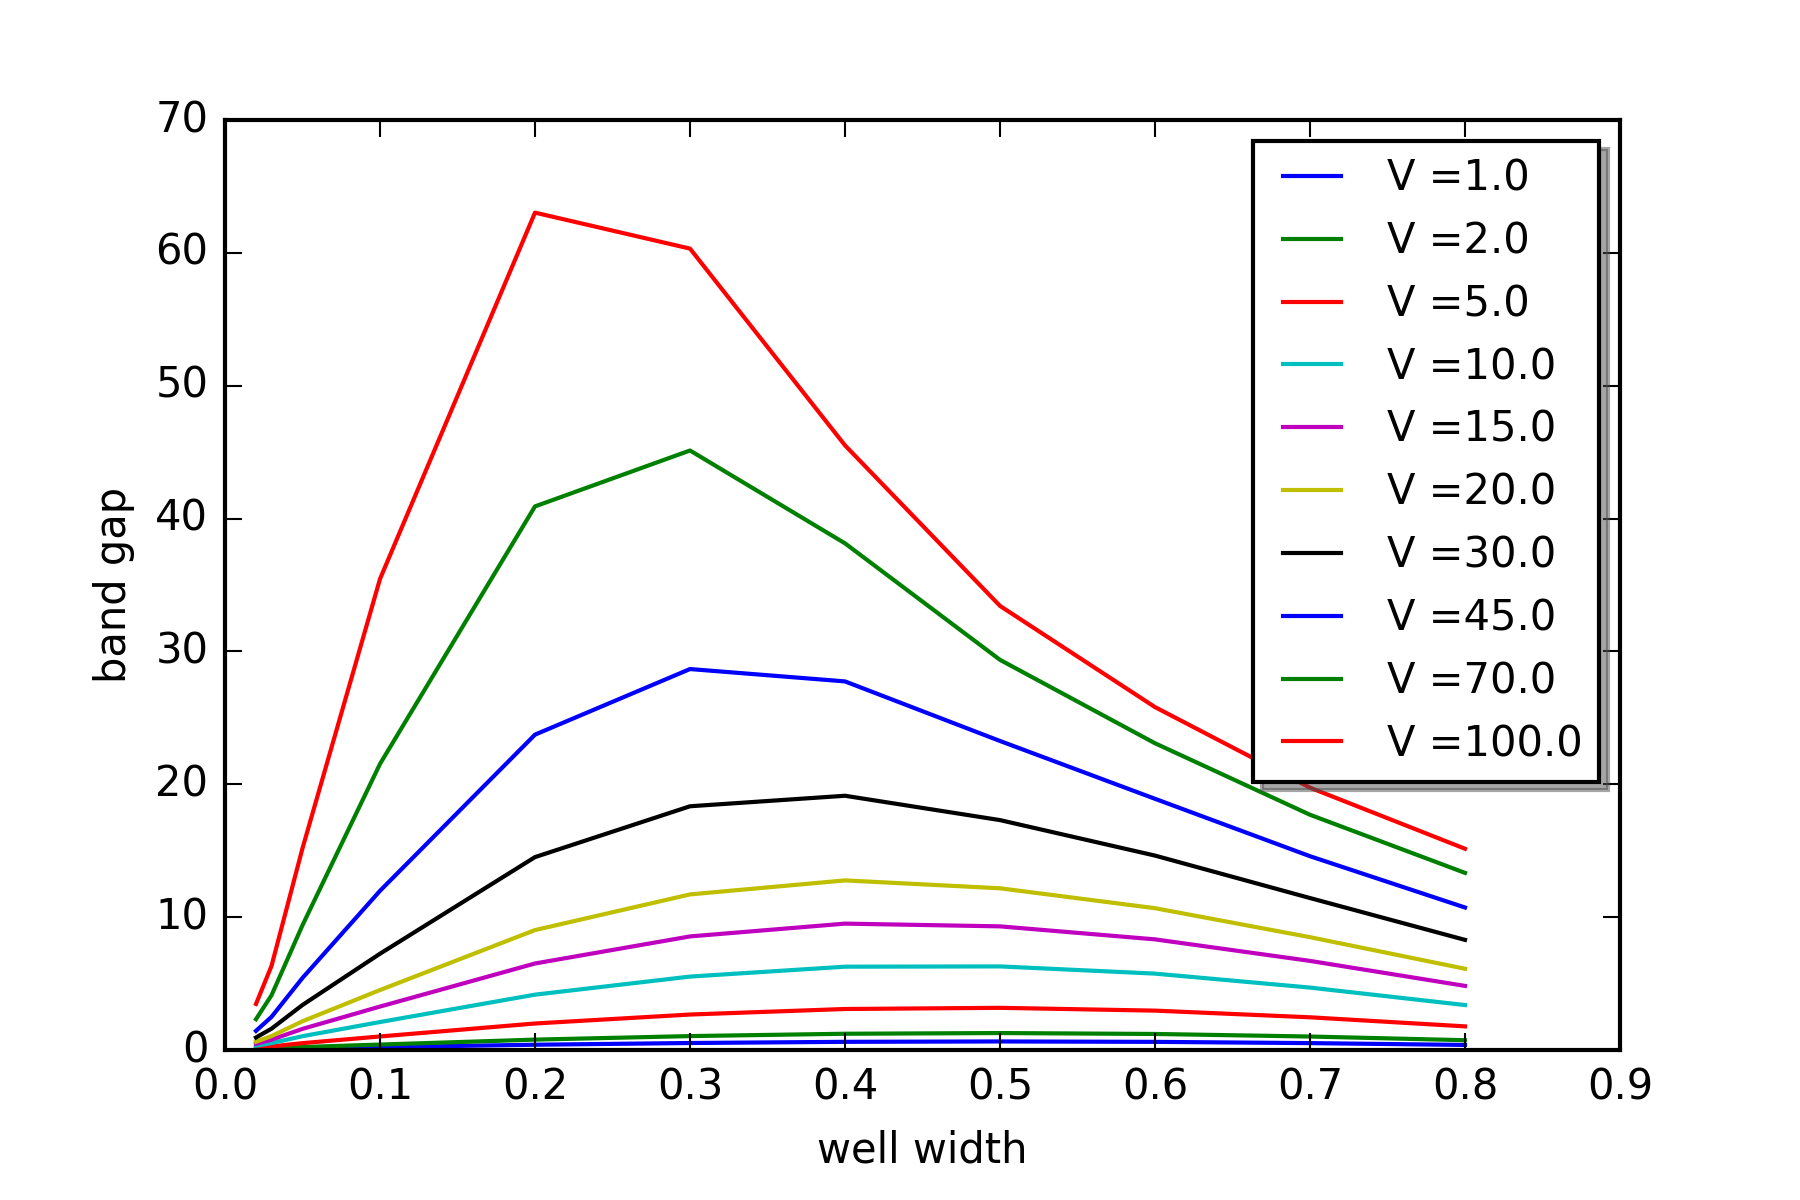 70
60
50
40
30
20
10
0
band gap
0.0 0.1 0.2 0.3 0.4 0.5 0.6 0.7 0.8 0.9
well width
V =1.0
V =2.0
V =5.0
V =10.0
V =15.0
V =20.0
V =30.0
V =45.0
V =70.0
V =100.0